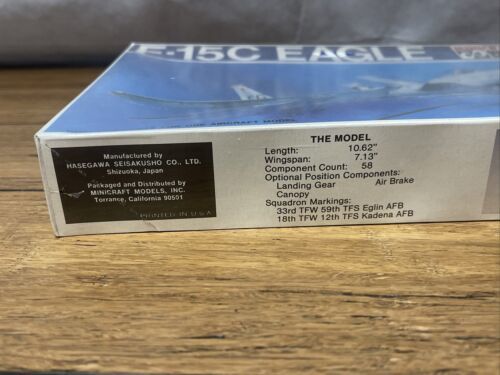 F-15C EAGLE
AIRCRAFT MODEL
Manufactured by
HASEGAWA SEISAKUSHO CO., LTD.
Shizuoka, Japan
Packaged and Distributed by
MINICRAFT MODELS, INC.
Torrance, California 90501
PRINTED IN U.S.A.
THE MODEL
Length: 10.62"
Wingspan: 7.13"
Component Count: 58
Optional Position Components:
Landing Gear Air Brake
Canopy
Squadron Markings:
33rd TFW 59th TFS Eglin AFB
18th TFW 12th TFS Kadena AFB